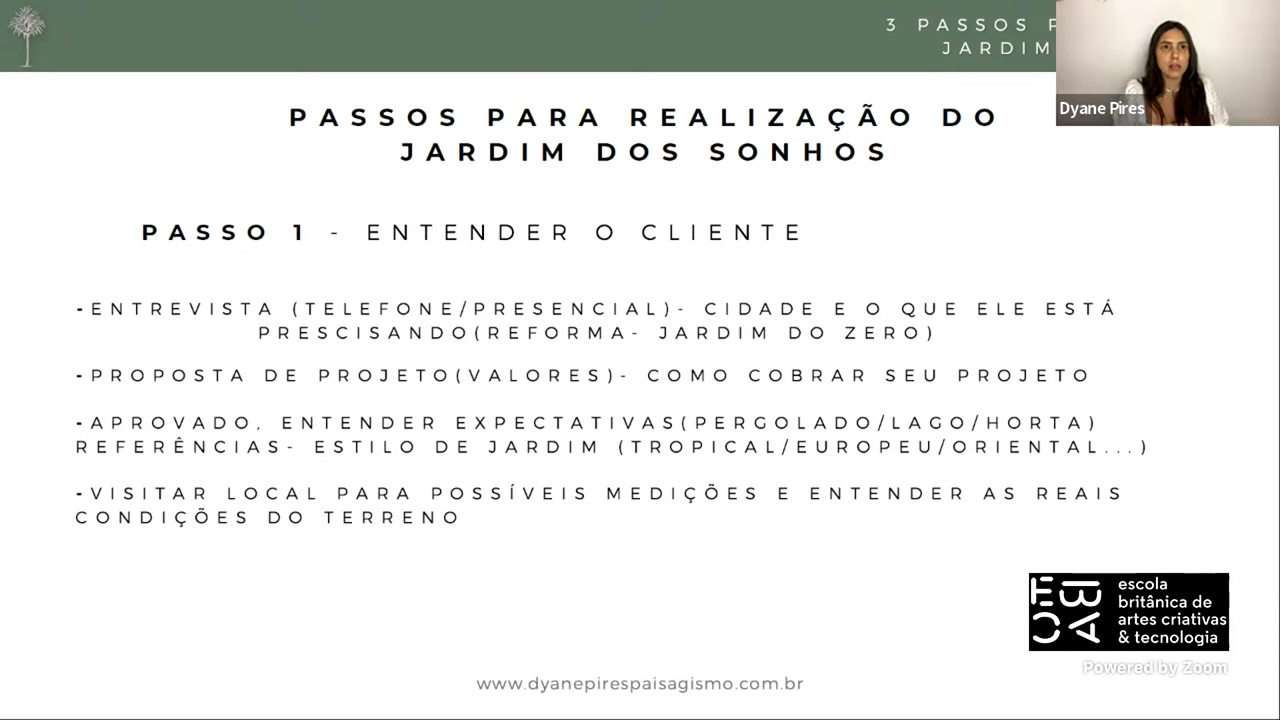 3 PASSOS
JARDIM
Dyane Pires
PASSOS PARA REALIZAÇÃO DO
JARDIM DOS SONHOS
PASSO 1 - ENTENDER O CLIENTE
-ENTREVISTA (TELEFONE/PRESENCIAL)- CIDADE E O QUE ELE ESTÁ
PRESCISANDO(REFORMA- JARDIM DO ZERO)
-PROPOSTA DE PROJETO(VALORES)- COMO COBRAR SEU PROJETO
-APROVADO, ENTENDER EXPECTATIVAS(PERGOLADO/LAGO/HORTA)
REFERÊNCIAS- ESTILO DE JARDIM (TROPICAL/EUROPEU/ORIENTAL...)
-VISITAR LOCAL PARA POSSÍVEIS MEDIÇÕES E ENTENDER AS REAIS
CONDIÇÕES DO TERRENO
escola
britânica de
artes criativas
& tecnologia
Powered by Zoom
www.dyanepirespaisagismo.com.br